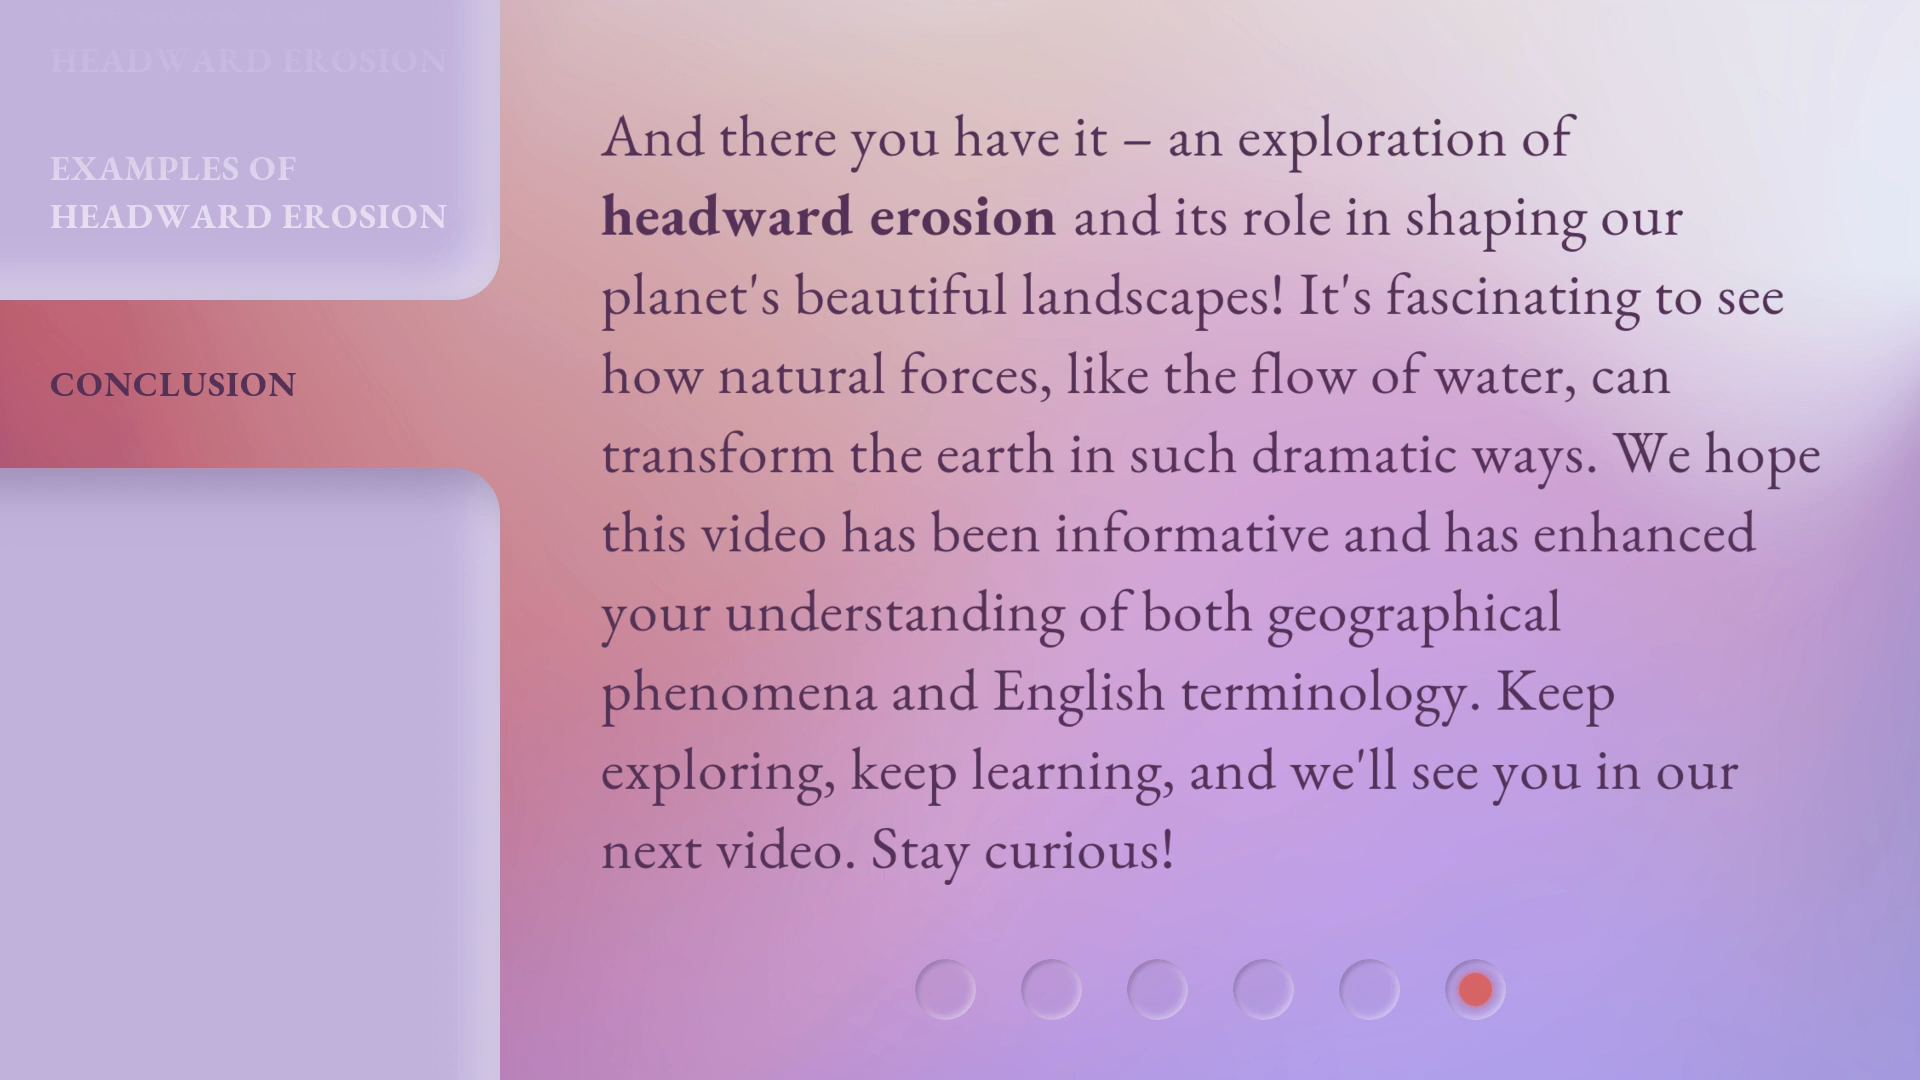 HEADWARD EROSION
EXAMPLES OF
HEADWARD EROSION
CONCLUSION
And there you have it – an exploration of
headward erosion and its role in shaping our
planet's beautiful landscapes! It's fascinating to see
how natural forces, like the flow of water, can
transform the earth in such dramatic ways. We hope
this video has been informative and has enhanced
your understanding of both geographical
phenomena and English terminology. Keep
exploring, keep learning, and we'll see you in our
next video. Stay curious!